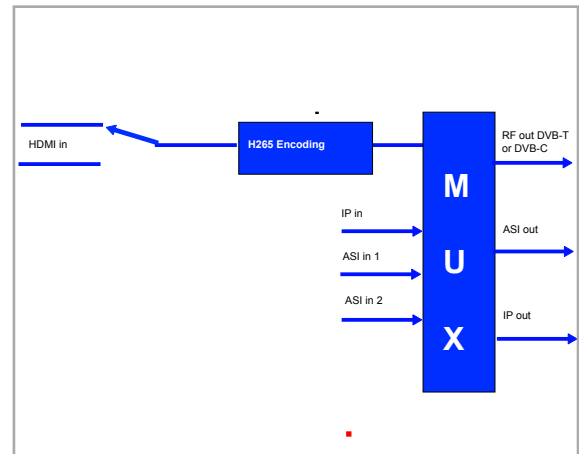 HDMI in
H265 Encoding
RF out DVB-T
or DVB-C
M
U
X
IP in
ASI in 1
ASI in 2
ASI out
IP out